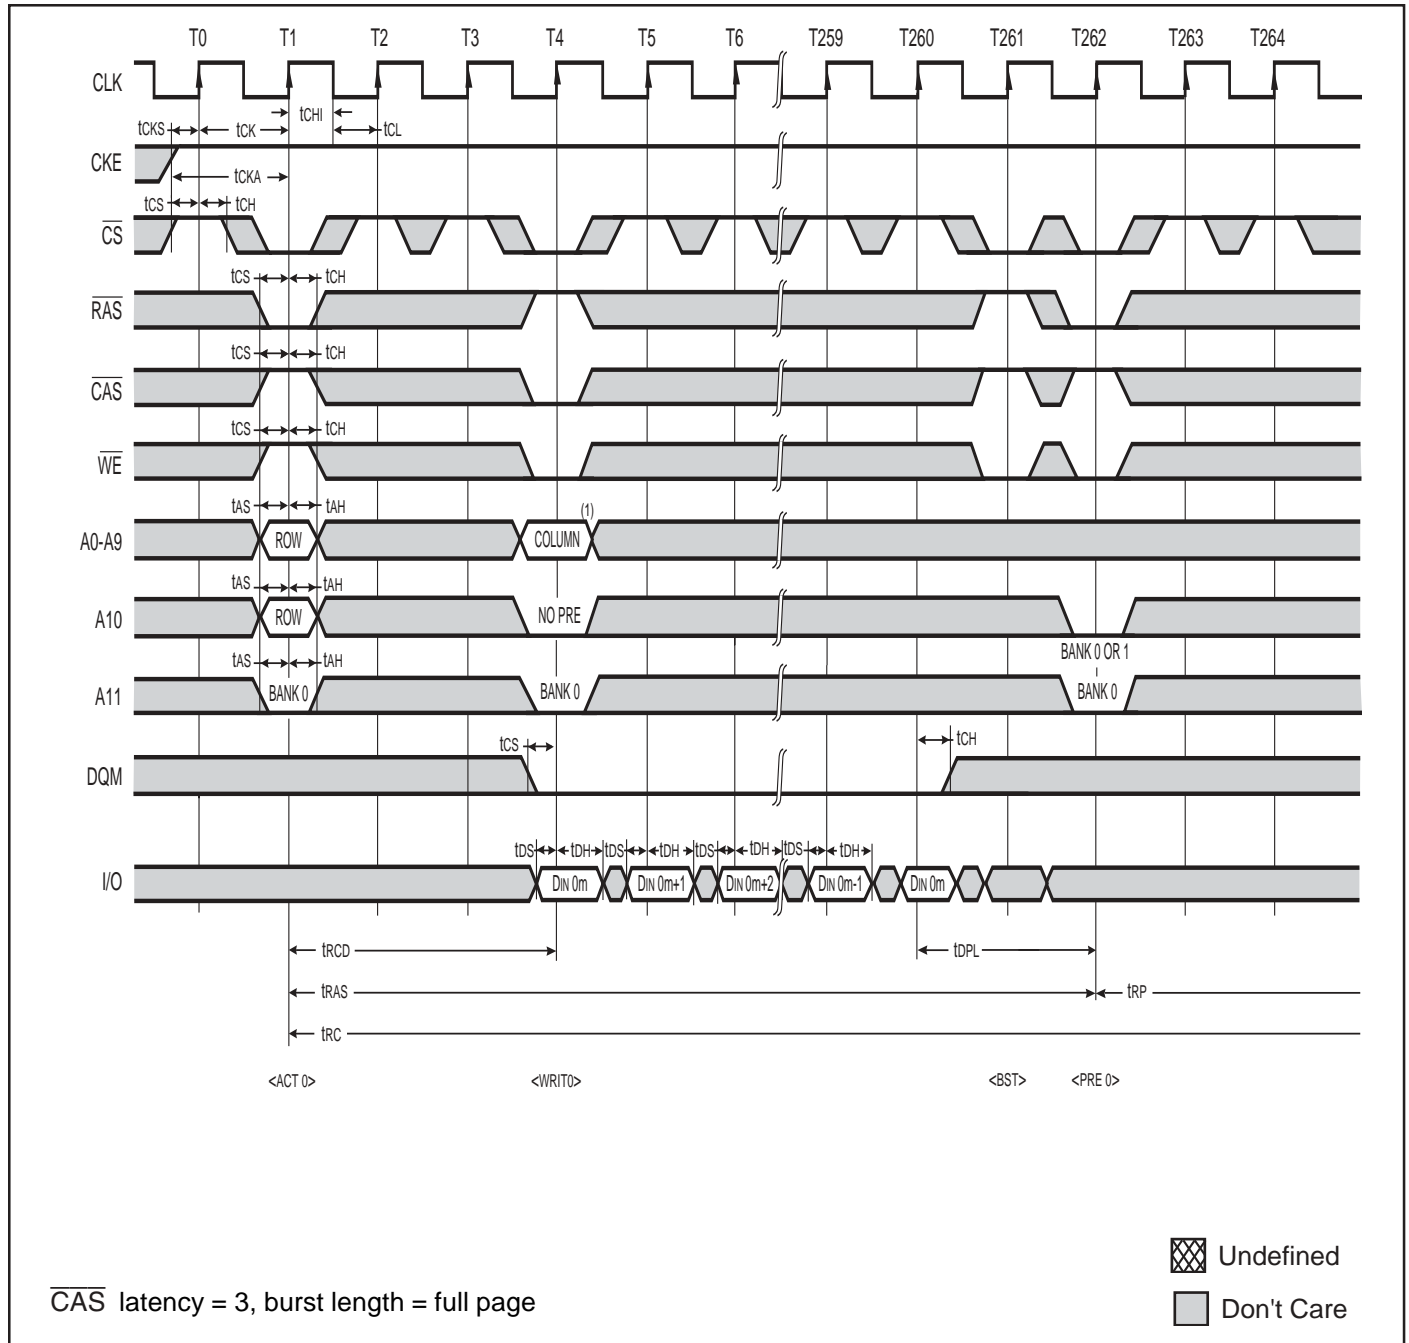 T0 T1 T2 T3 T4 T5 T6 T259 T260 T261 T262 T263 T264
CLK
tCHI
tCKS tCK tCL
CKE
tCKA
tCS tCH
CS
tCS tCH
RAS
tCS tCH
CAS
tCS tCH
WE
tAS tAH
(1)
A0-A9 ROW COLUMN
tAS tAH
A10 ROW NO PRE
BANK 0 OR 1
tAS tAH
A11 BANK 0 BANK 0 BANK 0
tCS tCH
DQM
tDS tDH tDS tDH tDS tDH tDS tDH
I/O DIN 0m DIN 0m+1 DIN 0m+2 DIN 0m-1 DIN 0m
tRCD tDPL
tRAS tRP
tRC
<ACT 0> <WRIT0> <BST> <PRE 0>
Undefined
CAS latency = 3, burst length = full page
Don't Care